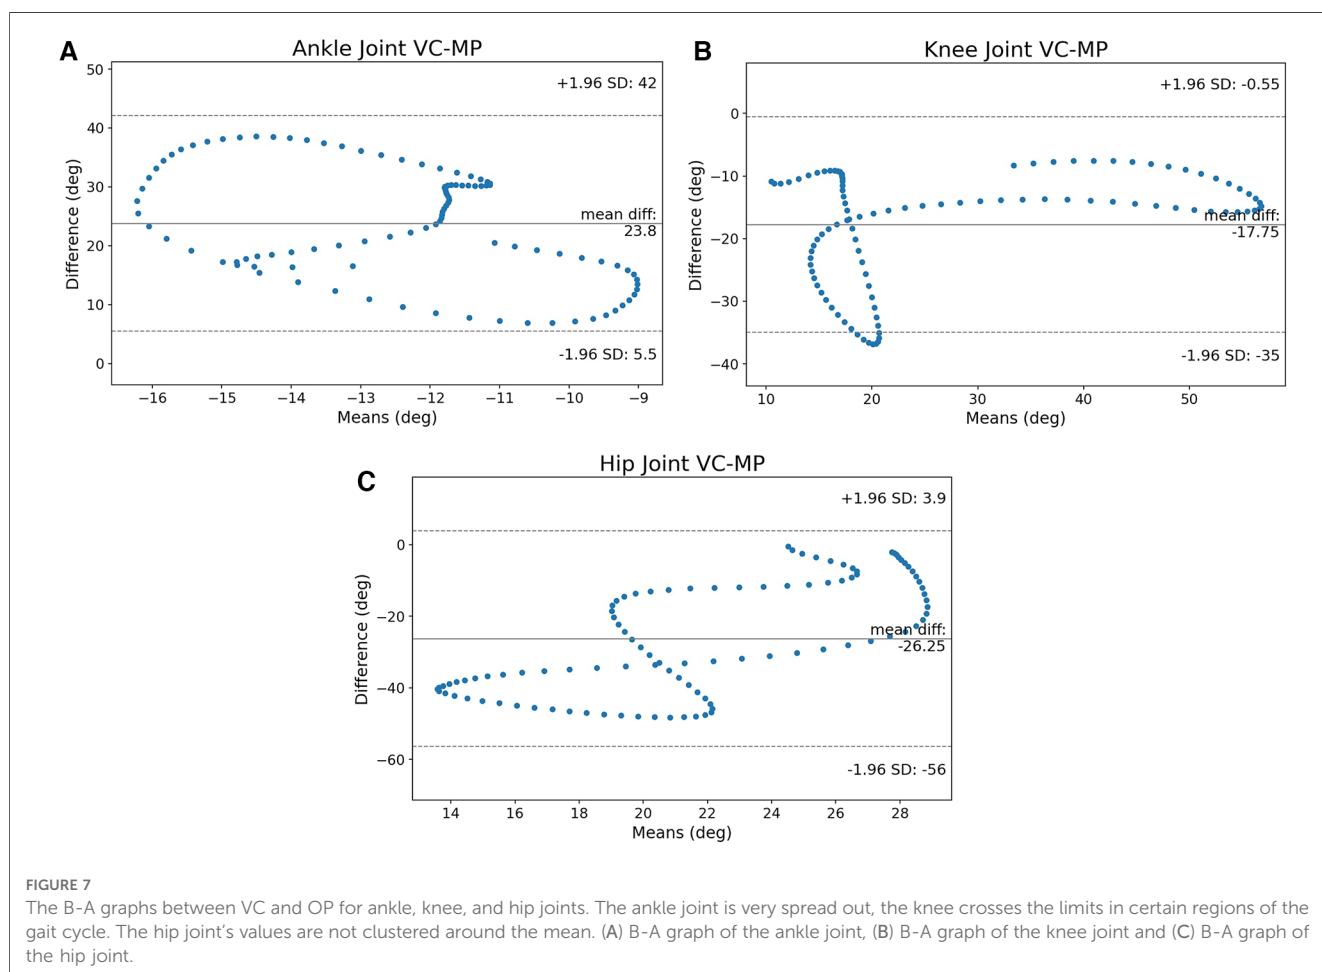 A
Ankle Joint VC-MP
50
40
30
20
10
0
Difference (deg)
+1.96 SD: 42
mean diff:
23.8
-1.96 SD: 5.5
−16 −15 −14 −13 −12 −11 −10 −9
Means (deg)
B
Knee Joint VC-MP
0
−10
−20
−30
−40
Difference (deg)
+1.96 SD: -0.55
mean diff:
-17.75
-1.96 SD: -35
10 20 30 40 50
Means (deg)
C
Hip Joint VC-MP
0
−20
−40
−60
Difference (deg)
+1.96 SD: 3.9
mean diff:
-26.25
-1.96 SD: -56
14 16 18 20 22 24 26 28
Means (deg)
FIGURE 7
The B-A graphs between VC and OP for ankle, knee, and hip joints. The ankle joint is very spread out, the knee crosses the limits in certain regions of the
gait cycle. The hip joint’s values are not clustered around the mean. (A) B-A graph of the ankle joint, (B) B-A graph of the knee joint and (C) B-A graph of
the hip joint.